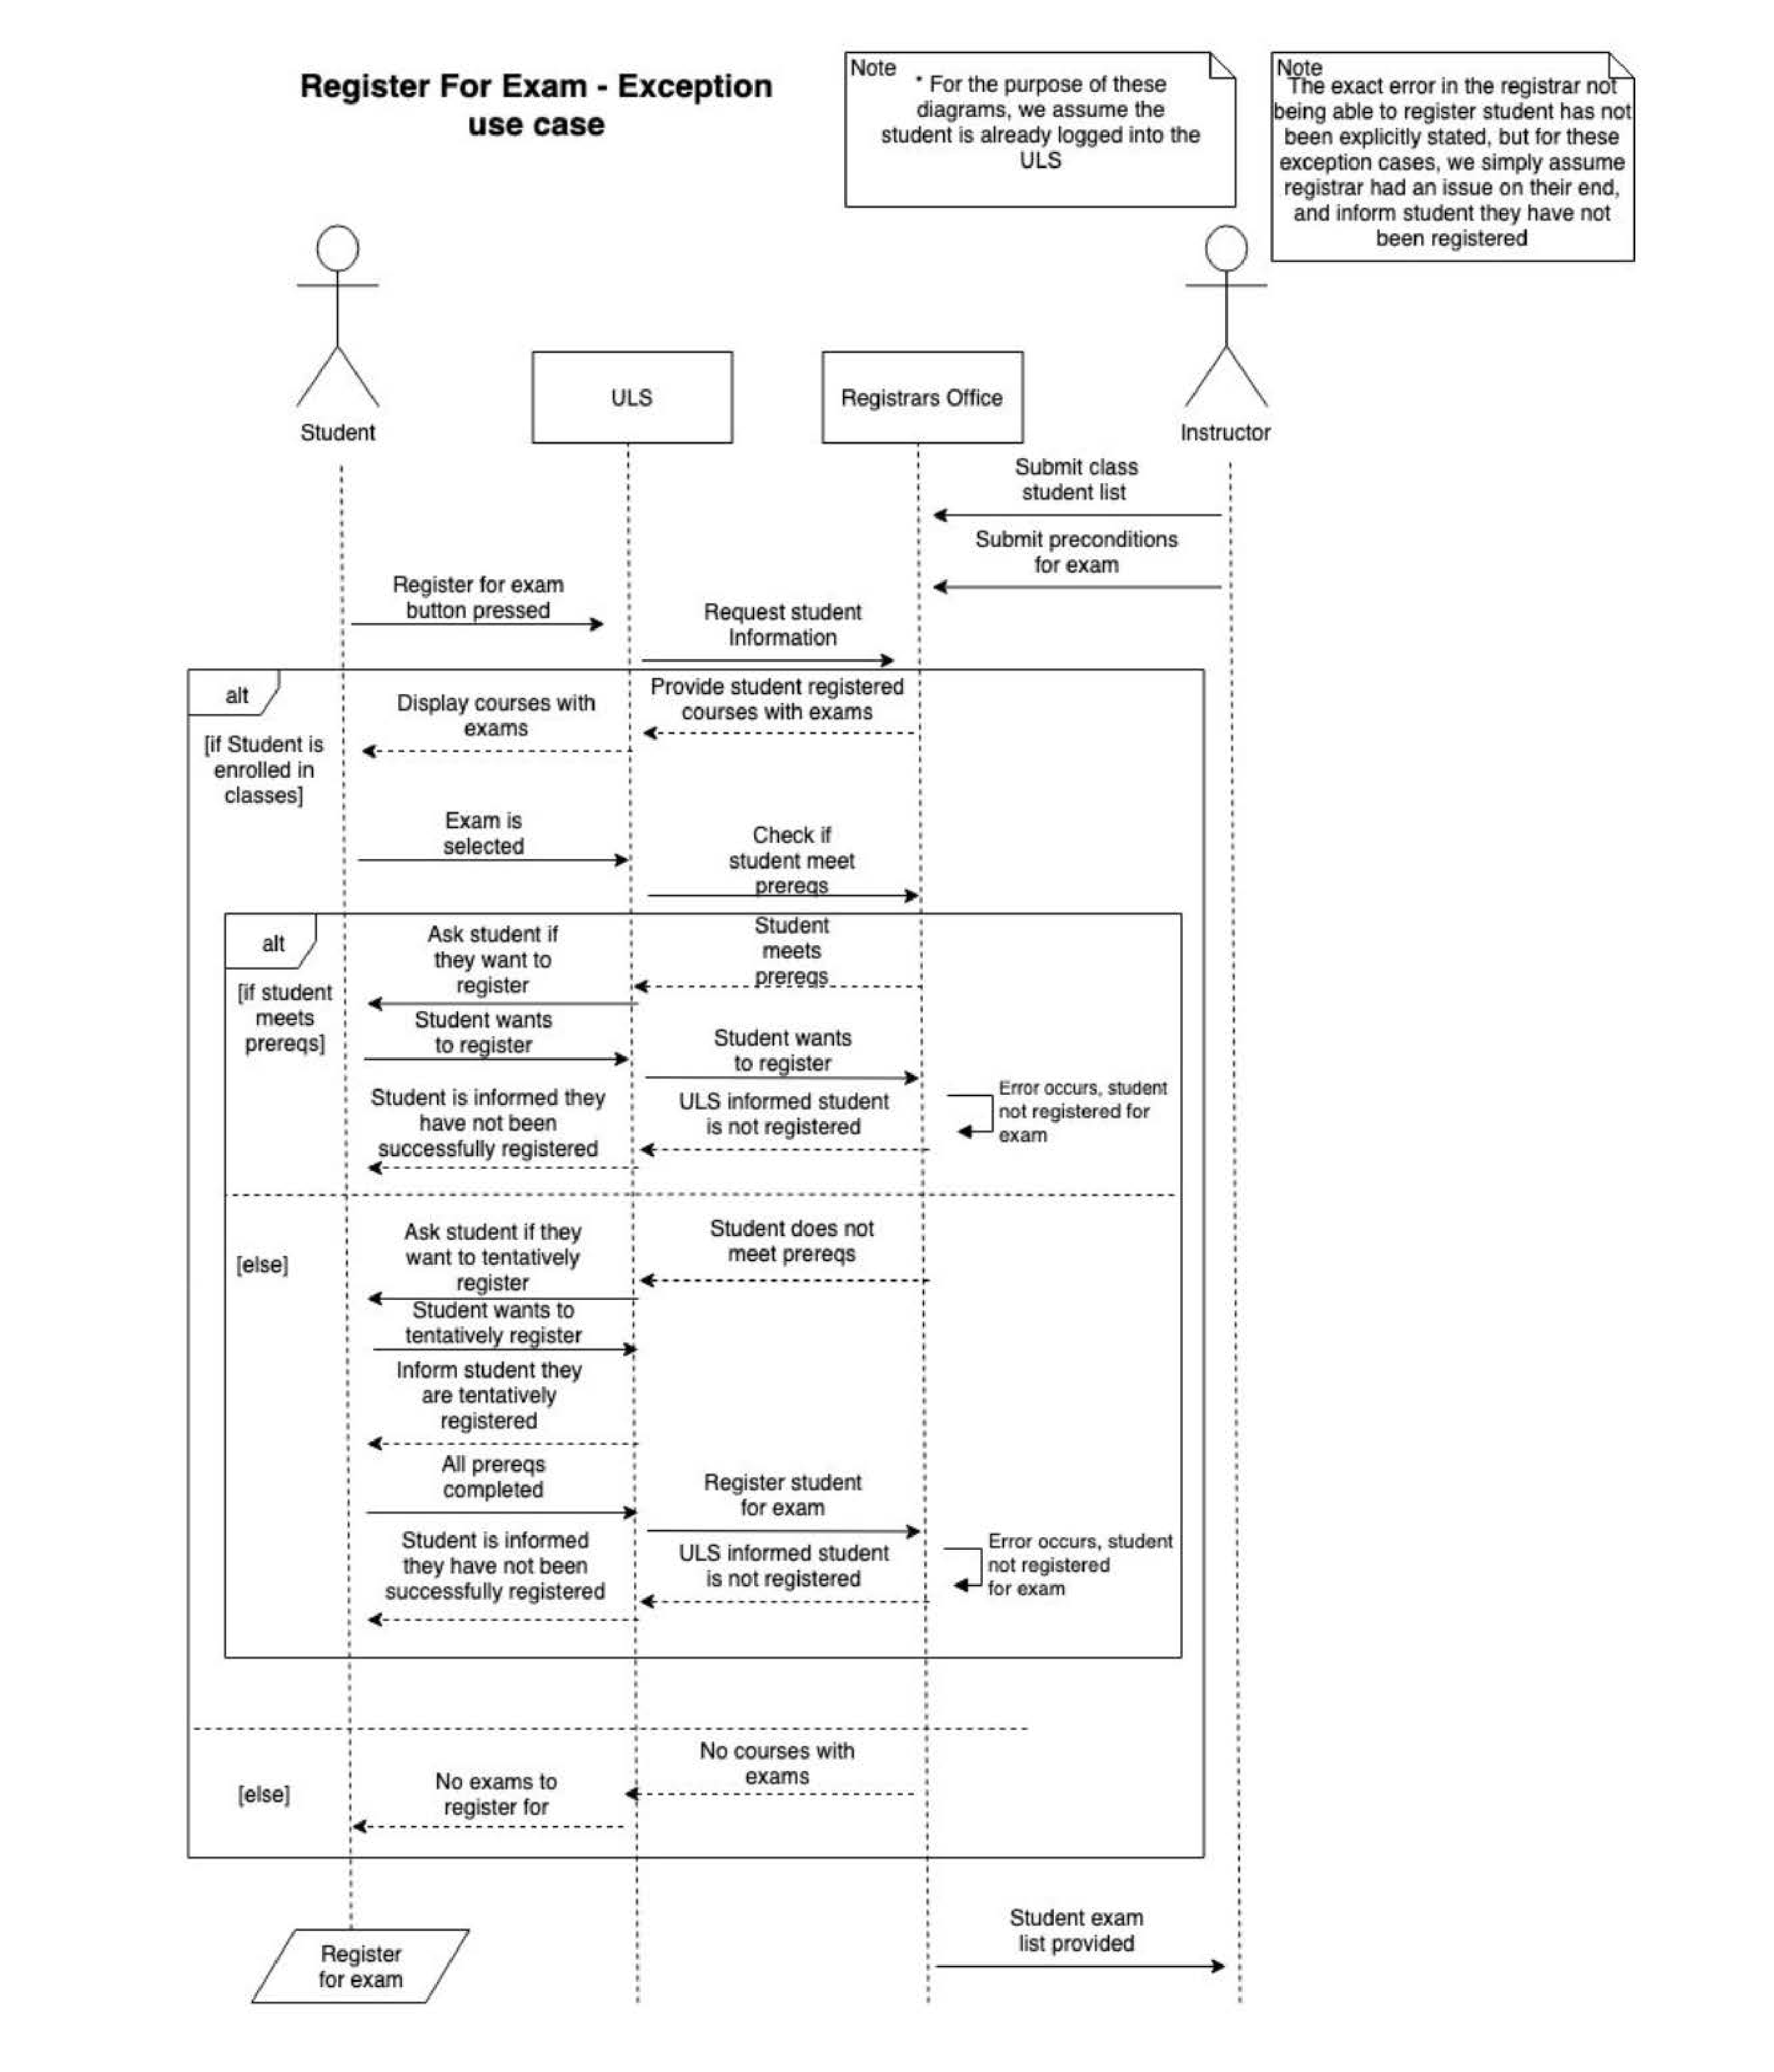 Register For Exam - Exception
use case
Note
* For the purpose of these
diagrams, we assume the
student is already logged into the
ULS
Note
The exact error in the registrar not
being able to register student has not
been explicitly stated, but for these
exception cases, we simply assume
registrar had an issue on their end,
and inform student they have not
been registered
Student
ULS
Registrars Office
Instructor
Submit class
student list
Submit preconditions
for exam
Register for exam
button pressed
Request student
Information
alt
[if Student is
enrolled in
classes]
Provide student registered
courses with exams
Display courses with
exams
Exam is
selected
Check if
student meet
prereqs
alt
[if student
meets
prereqs]
Student
meets
prereqs
Ask student if
they want to
register
Student wants
to register
Student wants
to register
Error occurs, student
not registered for
exam
ULS informed student
is not registered
Student is informed they
have not been
successfully registered
[else]
Student does not
meet prereqs
Ask student if they
want to tentatively
register
Student wants to
tentatively register
Inform student they
are tentatively
registered
All prereqs
completed
Register student
for exam
Error occurs, student
not registered
for exam
ULS informed student
is not registered
Student is informed
they have not been
successfully registered
[else]
No courses with
exams
No exams to
register for
Student exam
list provided
Register
for exam